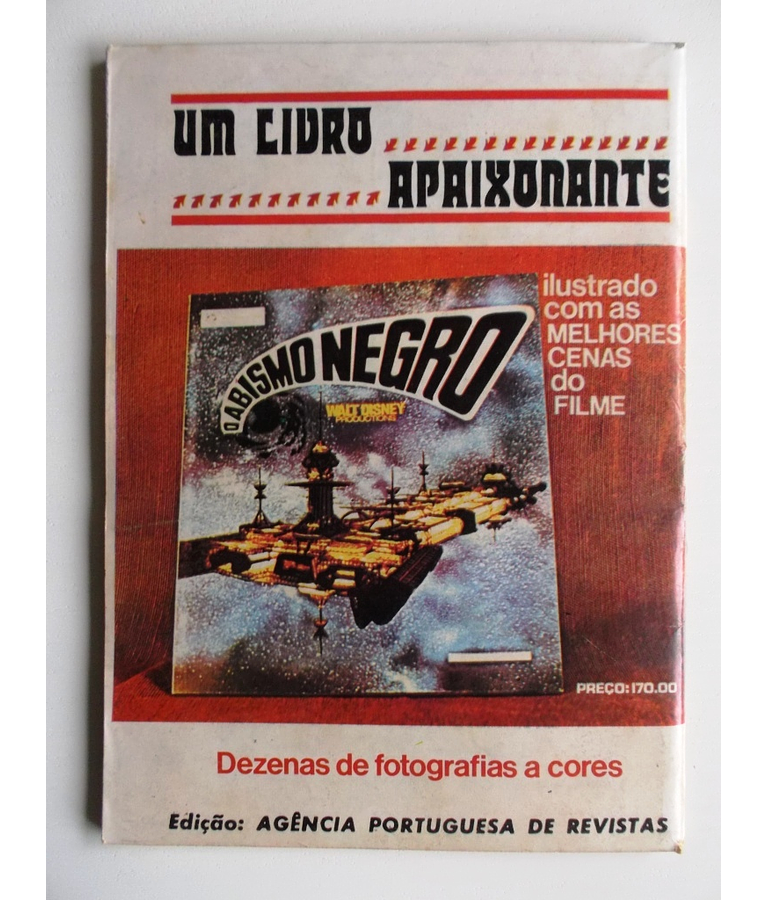 UM LIVRO
APAIXONANTE
ilustrado
com as
MELHORES
CENAS
do
FILME
O ABISMO NEGRO
WALT DISNEY
PRODUCTIONS
PREÇO: 170.00
Dezenas de fotografias a cores
Edição: AGÊNCIA PORTUGUESA DE REVISTAS